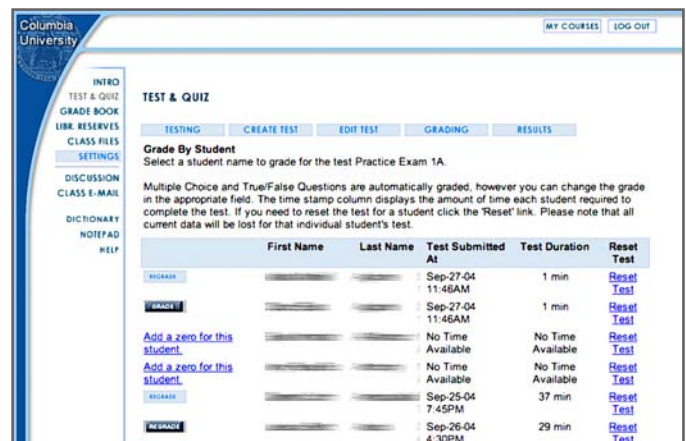 Columbia
University
MY COURSES LOG OUT
INTRO
TEST & QUIZ
GRADE BOOK
LIBR. RESERVES
CLASS FILES
SETTINGS
DISCUSSION
CLASS E-MAIL
DICTIONARY
NOTEPAD
HELP
TEST & QUIZ
TESTING CREATE TEST EDIT TEST GRADING RESULTS
Grade By Student
Select a student name to grade for the test Practice Exam 1A.
Multiple Choice and True/False Questions are automatically graded, however you can change the grade
in the appropriate field. The time stamp column displays the amount of time each student required to
complete the test. If you need to reset the test for a student click the 'Reset' link. Please note that all
current data will be lost for that individual student's test.
First Name Last Name Test Submitted At Test Duration Reset Test
REGRADE Sep-27-04 11:46AM 1 min Reset Test
GRADE Sep-27-04 11:46AM 1 min Reset Test
Add a zero for this student No Time Available No Time Available Reset Test
Add a zero for this student No Time Available No Time Available Reset Test
REGRADE Sep-25-04 7:45PM 37 min Reset Test
REGRADE Sep-26-04 4:30PM 29 min Reset Test